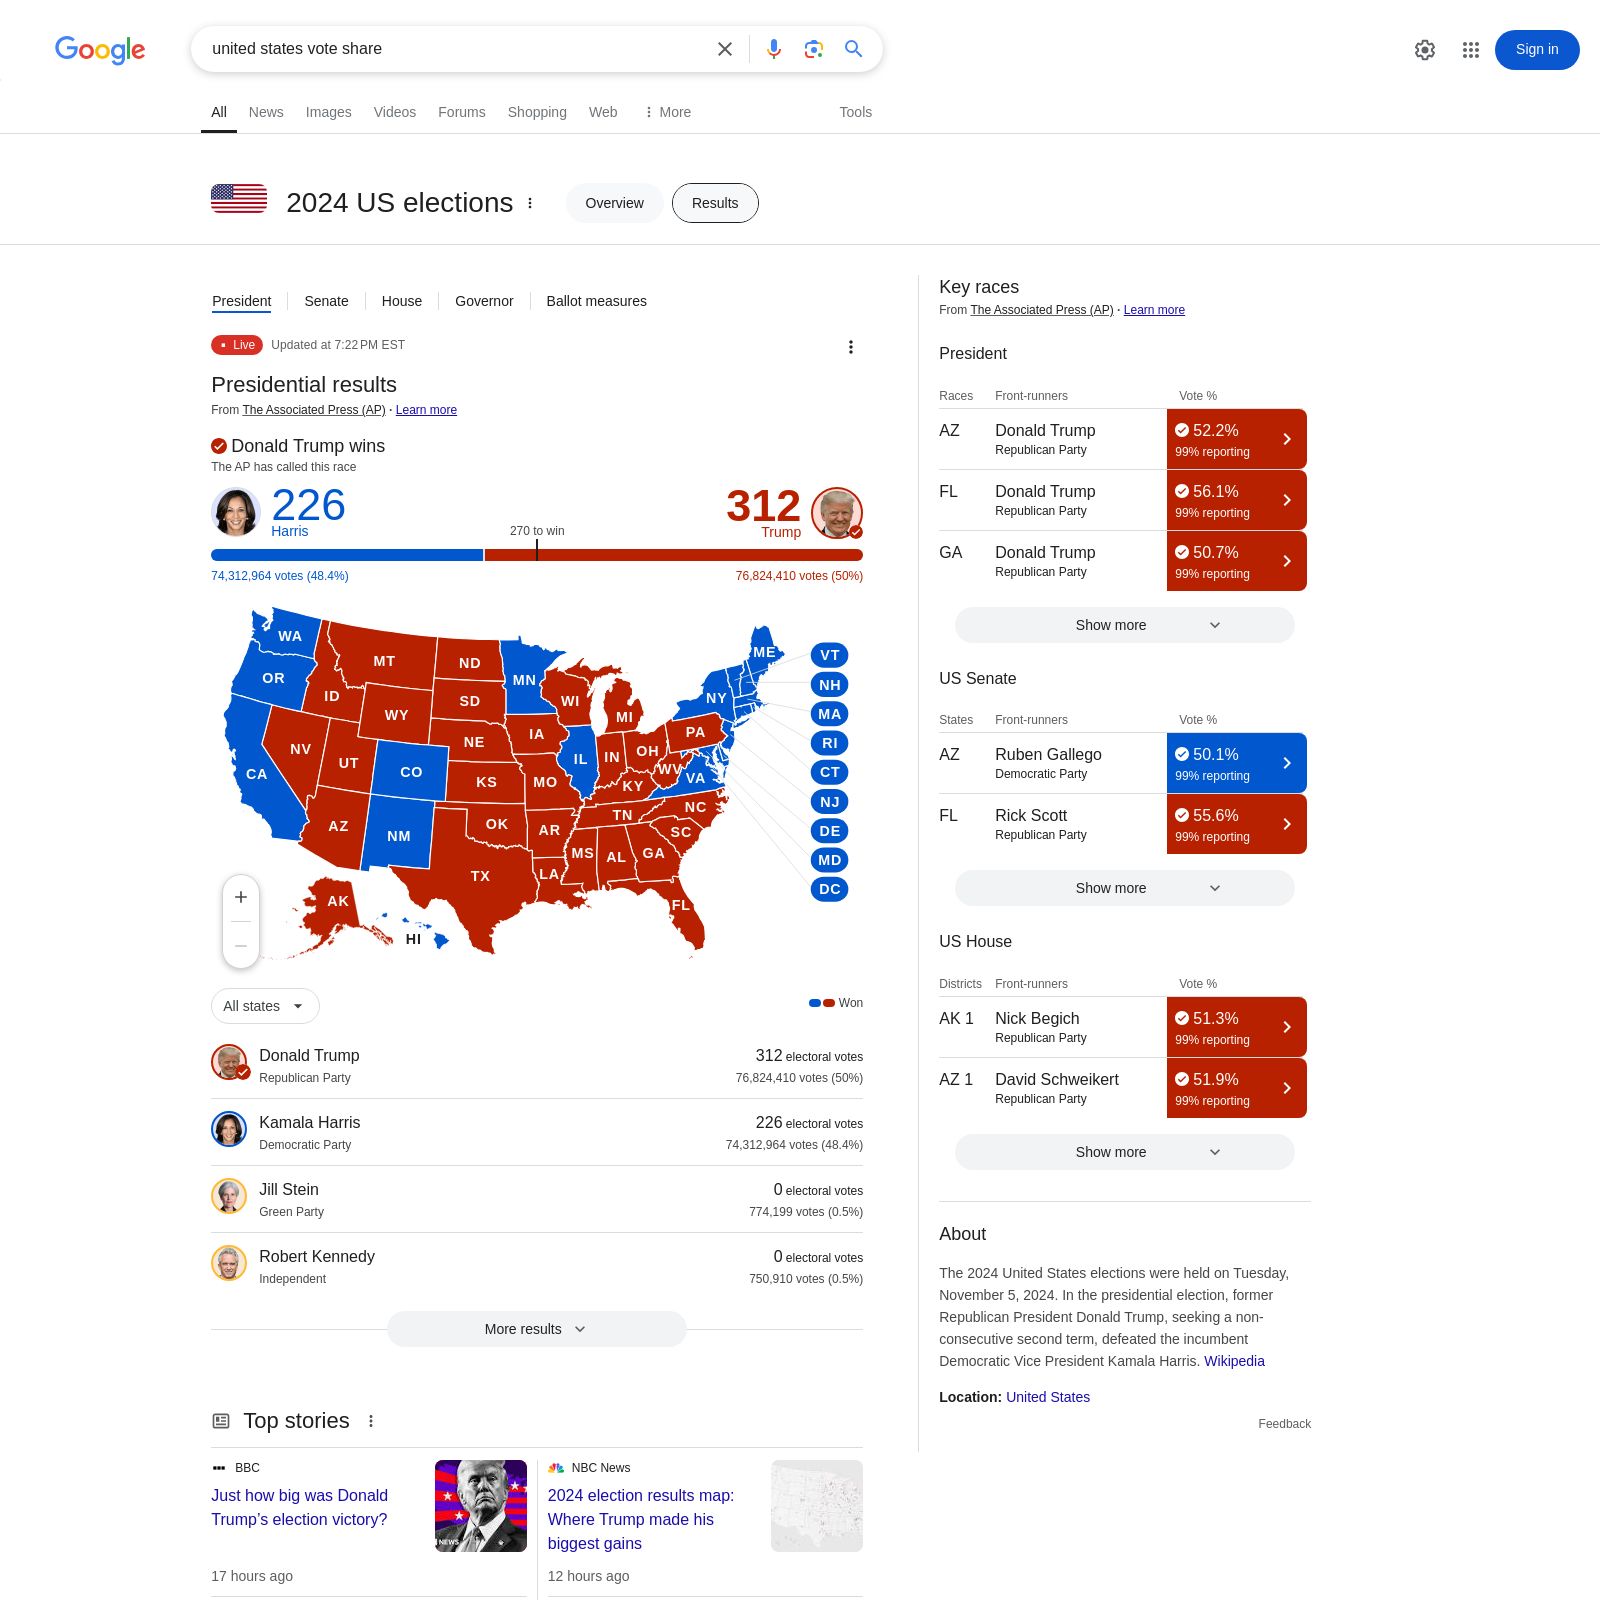 Google
united states vote share
Sign in
All News Images Videos Forums Shopping Web More Tools
2024 US elections Overview Results
President Senate House Governor Ballot measures
Live Updated at 7:22 PM EST
Presidential results
From The Associated Press (AP) · Learn more
Donald Trump wins
The AP has called this race
226 312
Harris 270 to win Trump
74,312,964 votes (48.4%) 76,824,410 votes (50%)
WA
OR
CA
NV
ID
MT
WY
UT
AZ
CO
NM
ND
SD
NE
KS
OK
TX
MN
IA
MO
AR
LA
WI
IL
MI
IN
OH
KY
TN
MS
AL
GA
FL
SC
NC
VA
WV
PA
NY
ME
VT
NH
MA
RI
CT
NJ
DE
MD
DC
AK
HI
+
−
All states Won
Donald Trump 312 electoral votes
Republican Party 76,824,410 votes (50%)
Kamala Harris 226 electoral votes
Democratic Party 74,312,964 votes (48.4%)
Jill Stein 0 electoral votes
Green Party 774,199 votes (0.5%)
Robert Kennedy 0 electoral votes
Independent 750,910 votes (0.5%)
More results
Top stories
BBC
Just how big was Donald
Trump’s election victory?
NEWS
17 hours ago
NBC News
2024 election results map:
Where Trump made his
biggest gains
12 hours ago
Key races
From The Associated Press (AP) · Learn more
President
Races Front-runners Vote %
AZ Donald Trump 52.2%
Republican Party 99% reporting
FL Donald Trump 56.1%
Republican Party 99% reporting
GA Donald Trump 50.7%
Republican Party 99% reporting
Show more
US Senate
States Front-runners Vote %
AZ Ruben Gallego 50.1%
Democratic Party 99% reporting
FL Rick Scott 55.6%
Republican Party 99% reporting
Show more
US House
Districts Front-runners Vote %
AK 1 Nick Begich 51.3%
Republican Party 99% reporting
AZ 1 David Schweikert 51.9%
Republican Party 99% reporting
Show more
About
The 2024 United States elections were held on Tuesday,
November 5, 2024. In the presidential election, former
Republican President Donald Trump, seeking a non-
consecutive second term, defeated the incumbent
Democratic Vice President Kamala Harris. Wikipedia
Location: United States
Feedback